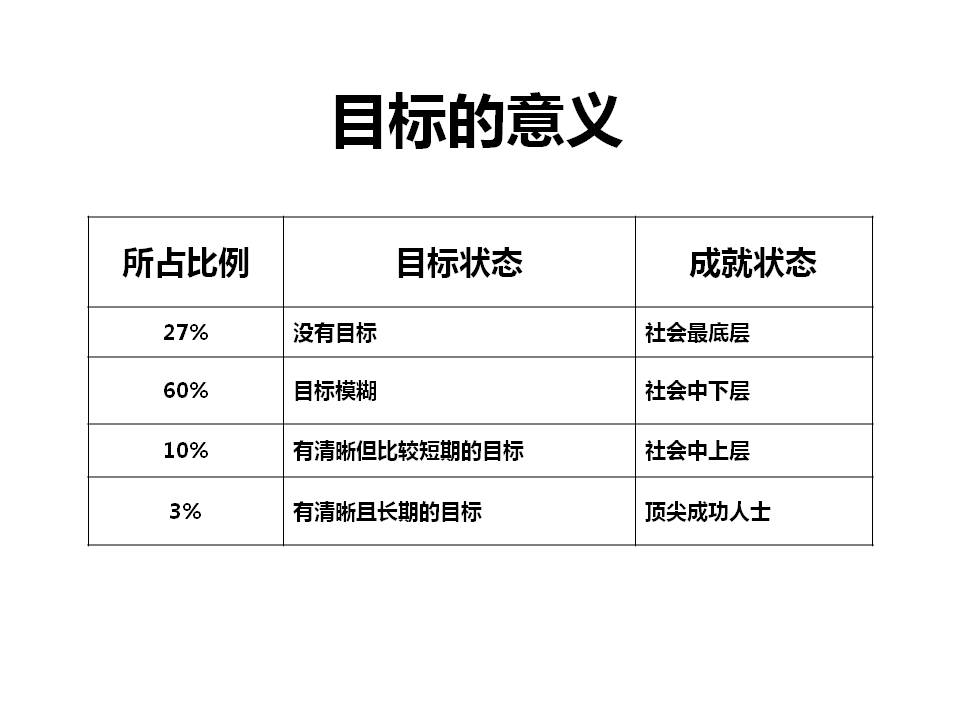 目标的意义
所占比例 目标状态 成就状态
27% 没有目标 社会最底层
60% 目标模糊 社会中下层
10% 有清晰但比较短期的目标 社会中上层
3% 有清晰且长期的目标 顶尖成功人士